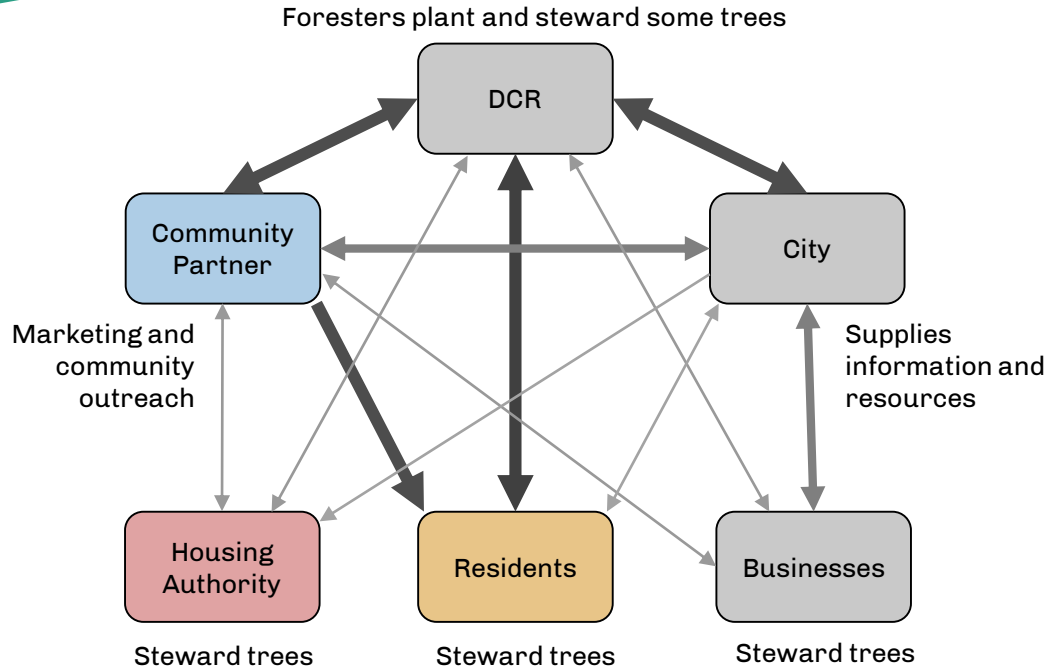 Foresters plant and steward some trees
DCR
Community
Partner
City
Marketing and
community
outreach
Supplies
information and
resources
Housing
Authority
Residents
Businesses
Steward trees
Steward trees
Steward trees